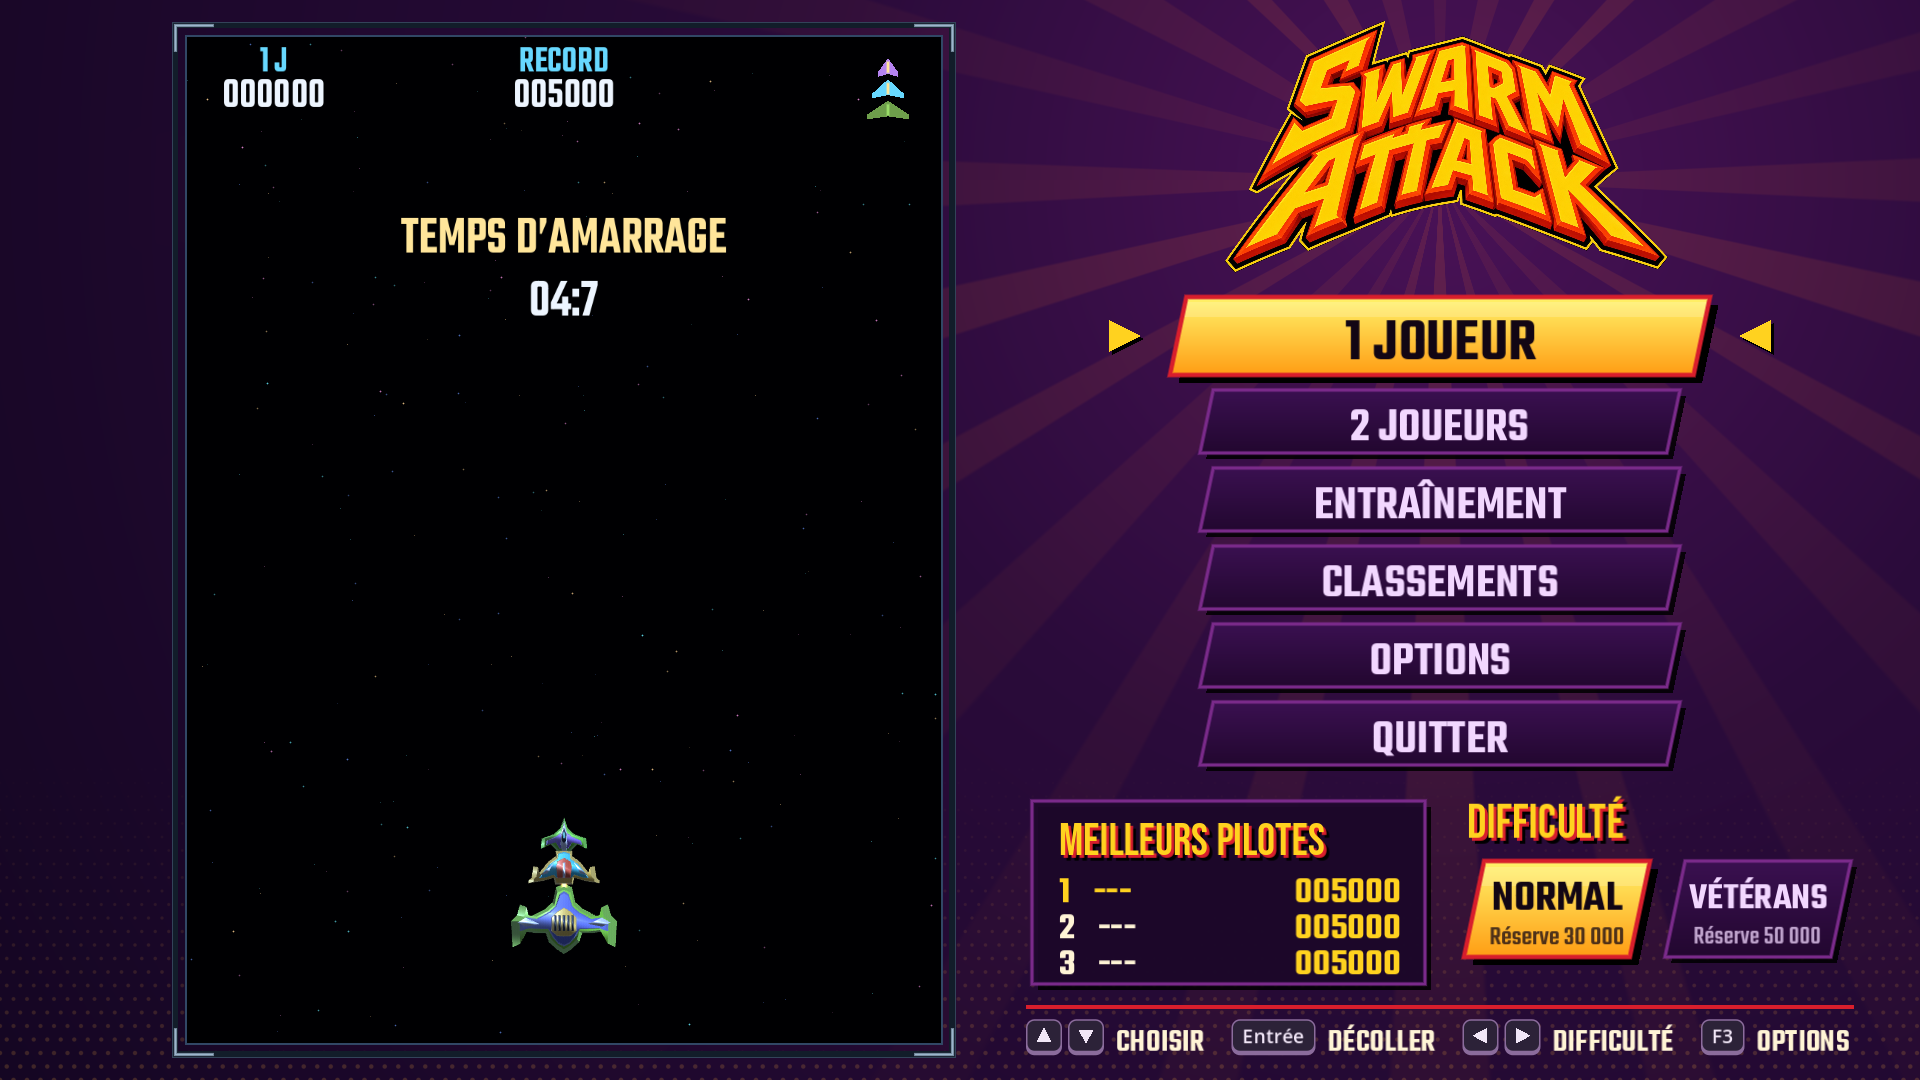 1 J
000000
RECORD
005000
TEMPS D'AMARRAGE
04:7
SWARM
ATTACK
1 JOUEUR
2 JOUEURS
ENTRAÎNEMENT
CLASSEMENTS
OPTIONS
QUITTER
MEILLEURS PILOTES
1 --- 005000
2 --- 005000
3 --- 005000
DIFFICULTÉ
NORMAL
Réserve 30 000
VÉTÉRANS
Réserve 50 000
▲ ▼ CHOISIR Entrée DÉCOLLER ◀ ▶ DIFFICULTÉ F3 OPTIONS